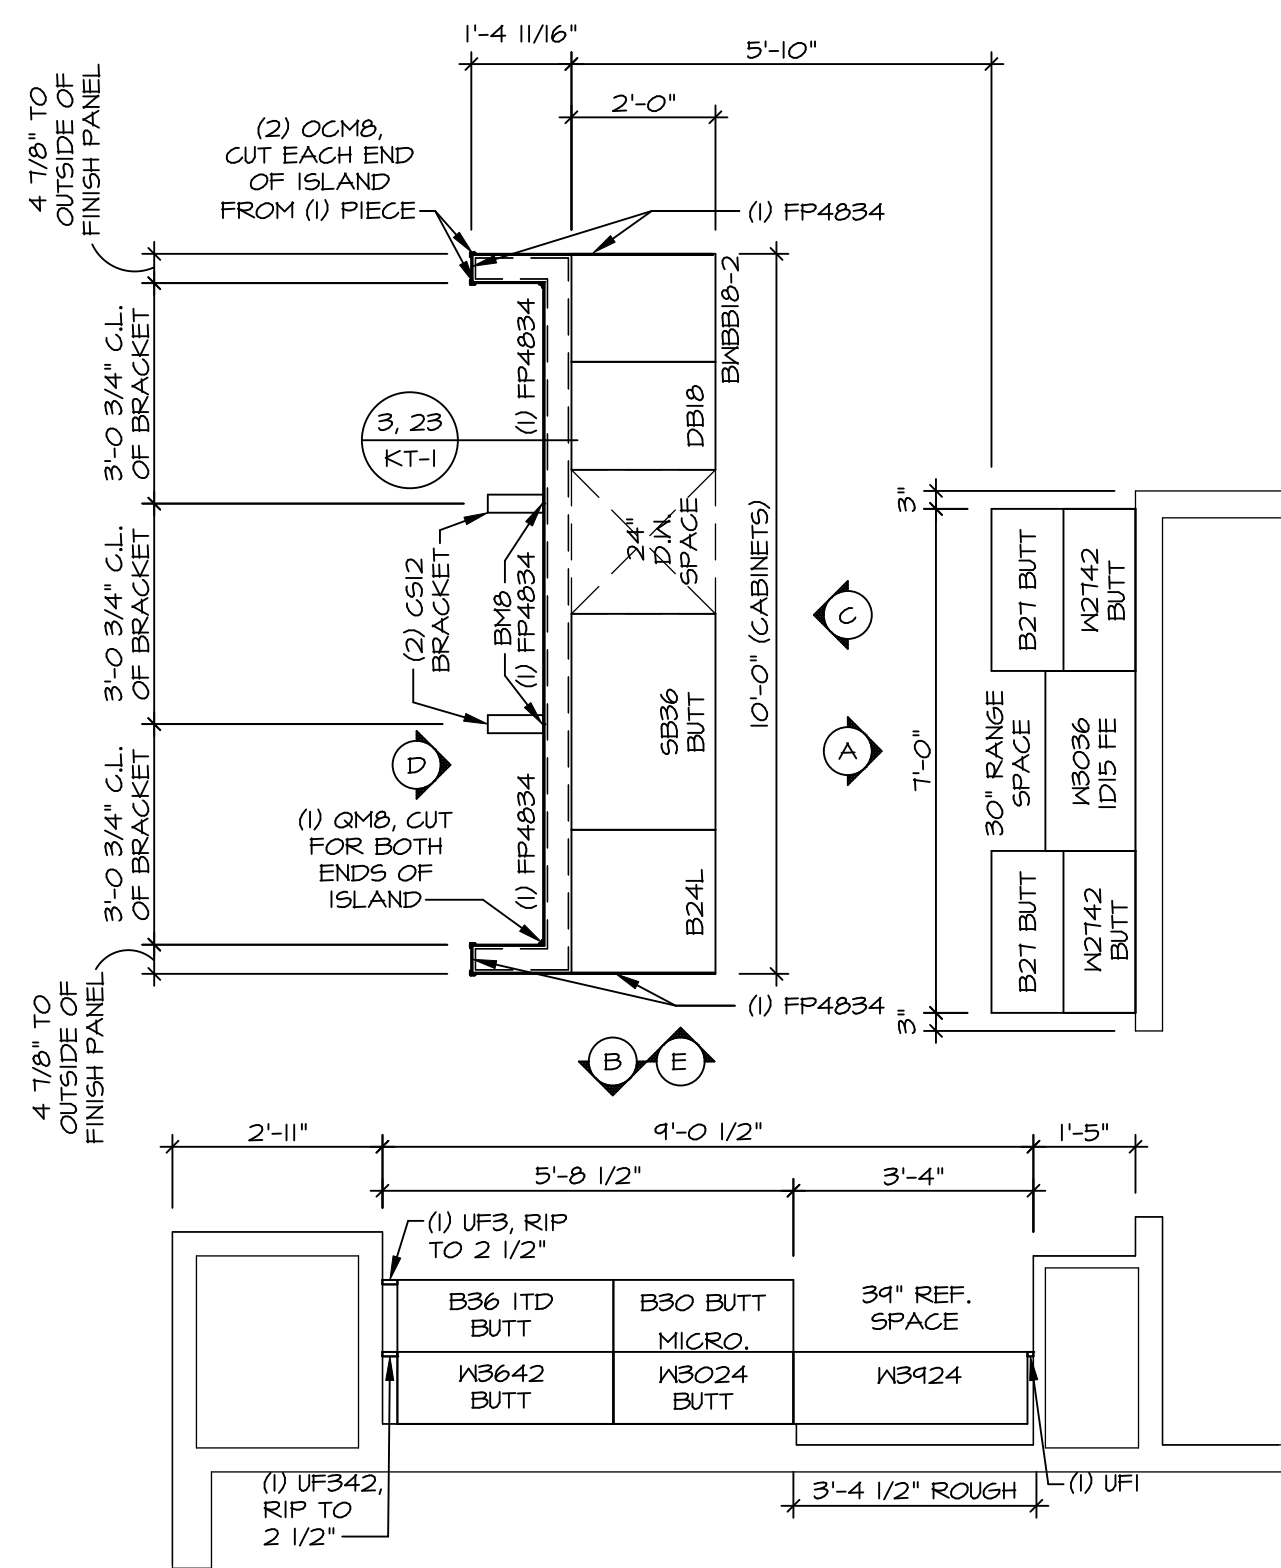 1'-4 11/16"
5'-10"
2'-0"
4 7/8" TO
OUTSIDE OF
FINISH PANEL
(2) OCM8,
CUT EACH END
OF ISLAND
FROM (1) PIECE
(1) FP4834
BWBB18-2
3'-0 3/4" C.L.
OF BRACKET
(1) FP4834
DB18
3, 23
KT-1
24"
D.W.
SPACE
10'-0" (CABINETS)
3'-0 3/4" C.L.
OF BRACKET
(2) CS12
BRACKET
BM8
(1) FP4834
SB36
BUTT
C
A
D
3'-0 3/4" C.L.
OF BRACKET
(1) QM8, CUT
FOR BOTH
ENDS OF
ISLAND
(1) FP4834
B24L
(1) FP4834
4 7/8" TO
OUTSIDE OF
FINISH PANEL
3"
7'-0"
3"
B27 BUTT
W2742
BUTT
30" RANGE
SPACE
W3036
1D15 FE
B27 BUTT
W2742
BUTT
B
E
2'-11"
9'-0 1/2"
1'-5"
5'-8 1/2"
3'-4"
(1) UF3, RIP
TO 2 1/2"
B36 1TD
BUTT
B30 BUTT
MICRO.
39" REF.
SPACE
W3642
BUTT
W3024
BUTT
W3924
(1) UF342,
RIP TO
2 1/2"
3'-4 1/2" ROUGH
(1) UF1